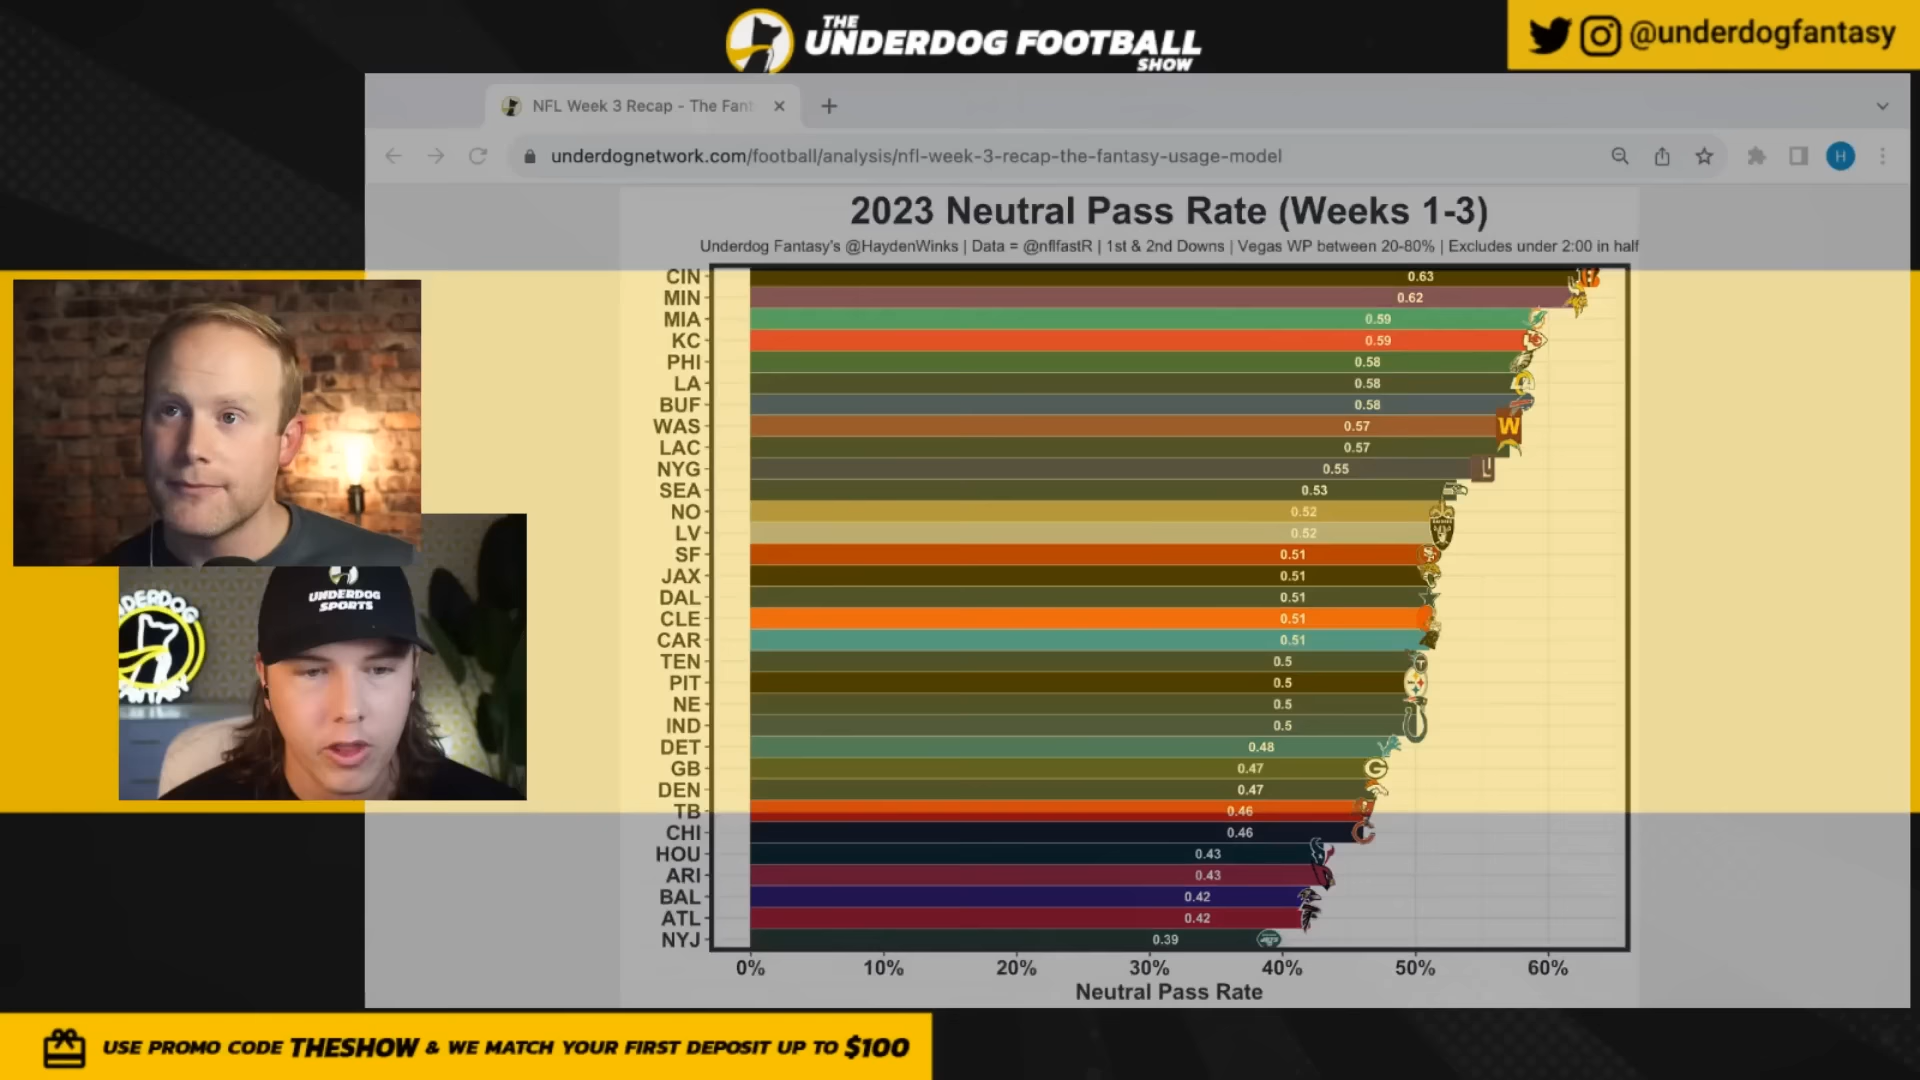 THE
UNDERDOG FOOTBALL
SHOW
@underdogfantasy
NFL Week 3 Recap - The Fant
underdognetwork.com/football/analysis/nfl-week-3-recap-the-fantasy-usage-model
H
2023 Neutral Pass Rate (Weeks 1-3)
Underdog Fantasy's @HaydenWinks | Data = @nflfastR | 1st & 2nd Downs | Vegas WP between 20-80% | Excludes under 2:00 in half
CIN 0.63
MIN 0.62
MIA 0.59
KC 0.59
PHI 0.58
LA 0.58
BUF 0.58
WAS 0.57 W
LAC 0.57
NYG 0.55
SEA 0.53
NO 0.52
LV 0.52
SF 0.51
JAX 0.51
DAL 0.51
CLE 0.51
CAR 0.51
TEN 0.5
PIT 0.5
NE 0.5
IND 0.5
DET 0.48
GB 0.47 G
DEN 0.47
TB 0.46
CHI 0.46 C
HOU 0.43
ARI 0.43
BAL 0.42
ATL 0.42
NYJ 0.39
0% 10% 20% 30% 40% 50% 60%
Neutral Pass Rate
UNDERDOG
SPORTS
DERDOG
FANTASY
USE PROMO CODE THESHOW & WE MATCH YOUR FIRST DEPOSIT UP TO $100